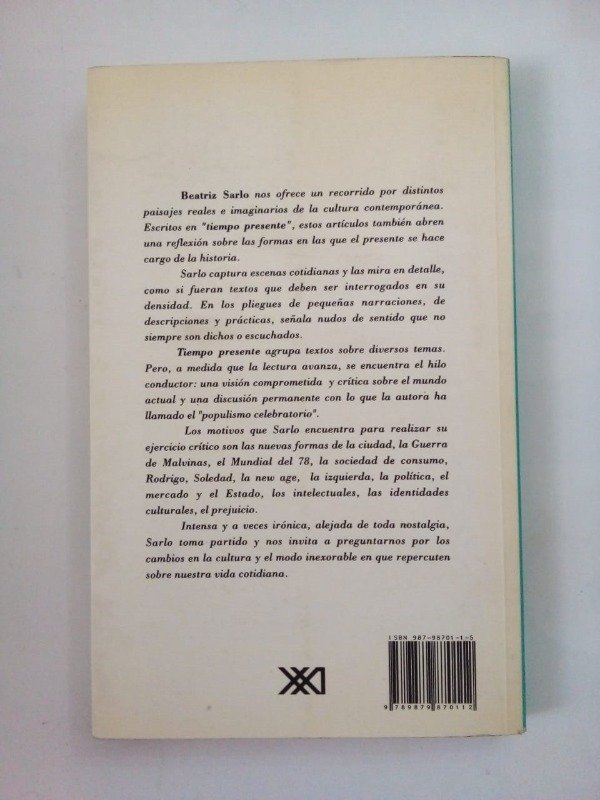 Beatriz Sarlo nos ofrece un recorrido por distintos
paisajes reales e imaginarios de la cultura contemporánea.
Escritos en "tiempo presente", estos artículos también abren
una reflexión sobre las formas en las que el presente se hace
cargo de la historia.
Sarlo captura escenas cotidianas y las mira en detalle,
como si fueran textos que deben ser interrogados en su
densidad. En los pliegues de pequeñas narraciones, de
descripciones y prácticas, señala nudos de sentido que no
siempre son dichos o escuchados.
Tiempo presente agrupa textos sobre diversos temas.
Pero, a medida que la lectura avanza, se encuentra el hilo
conductor: una visión comprometida y crítica sobre el mundo
actual y una discusión permanente con lo que la autora ha
llamado el "populismo celebratorio".
Los motivos que Sarlo encuentra para realizar su
ejercicio crítico son las nuevas formas de la ciudad, la Guerra
de Malvinas, el Mundial del 78, la sociedad de consumo,
Rodrigo, Soledad, la new age, la izquierda, la política, el
mercado y el Estado, los intelectuales, las identidades
culturales, el prejuicio.
Intensa y a veces irónica, alejada de toda nostalgia,
Sarlo toma partido y nos invita a preguntarnos por los
cambios en la cultura y el modo inexorable en que repercuten
sobre nuestra vida cotidiana.
ISBN 987-98701-1-5
9 789879 870112